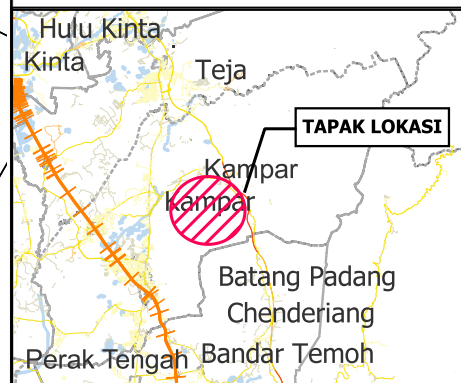 Hulu Kinta
Kinta
Teja
TAPAK LOKASI
Kampar
kampar
Batang Padang
Chenderiang
Perak Tengah
Bandar Temoh